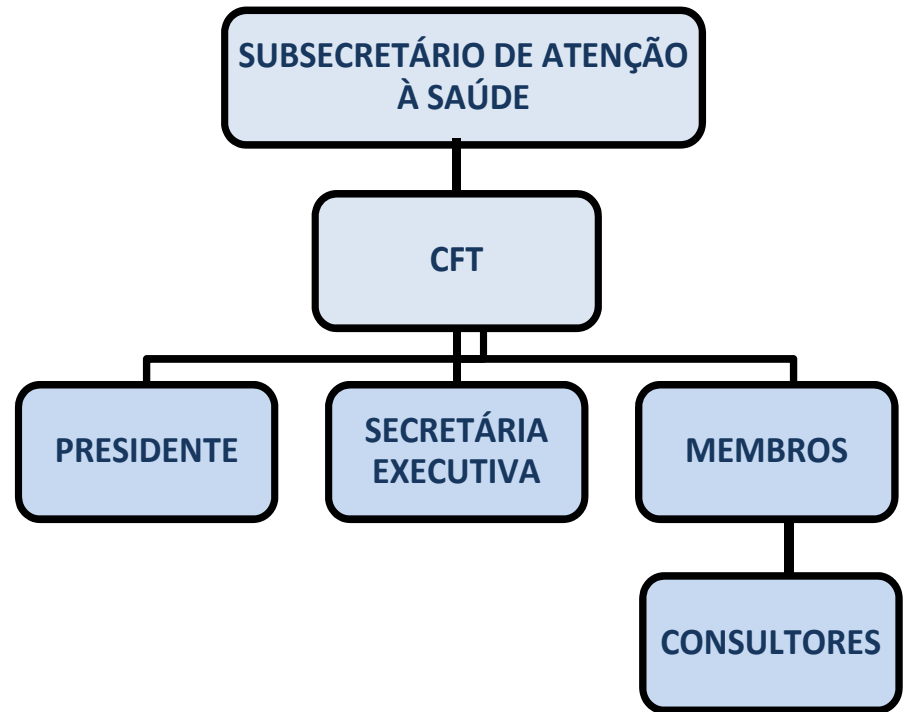 SUBSECRETÁRIO DE ATENÇÃO
À SAÚDE
CFT
PRESIDENTE
SECRETÁRIA
EXECUTIVA
MEMBROS
CONSULTORES